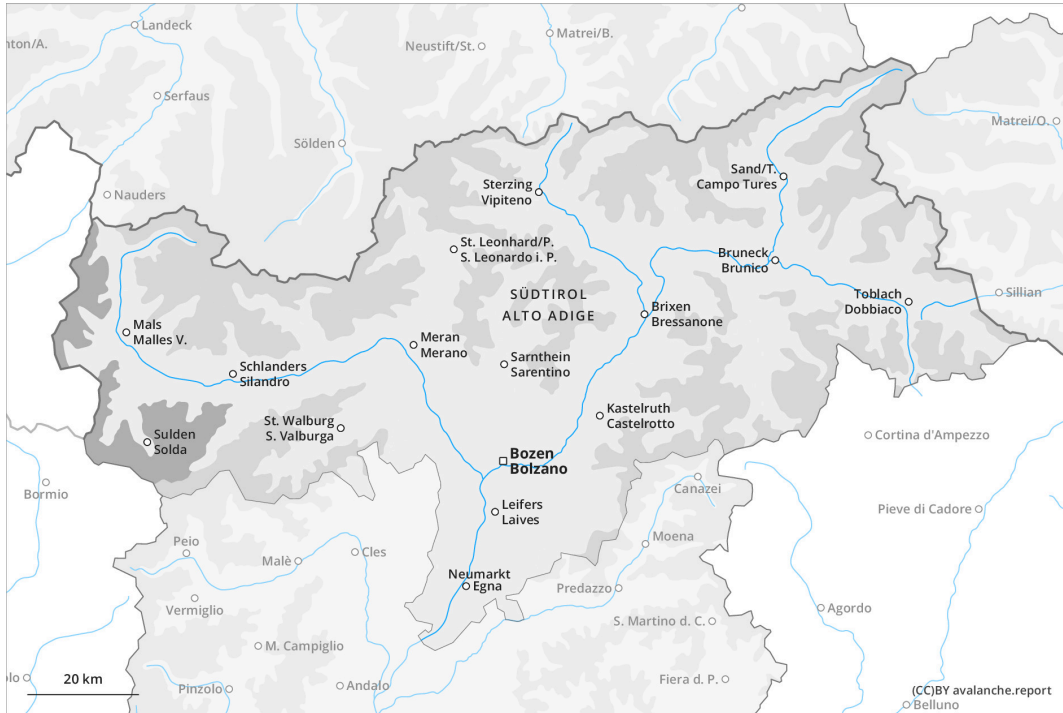 Landeck
Matrei/B.
nton/A.
Neustift/St.
Serfaus
Matrei/O.
Sölden
Sand/T.
Campo Tures
Nauders
Sterzing
Vipiteno
St. Leonhard/P.
S. Leonardo i. P.
Bruneck
Brunico
SÜDTIROL
ALTO ADIGE
Toblach
Dobbiaco
Sillian
Brixen
Bressanone
Mals
Malles V.
Meran
Merano
Sarnthein
Sarentino
Schlanders
Silandro
Kastelruth
Castelrotto
St. Walburg
S. Valburga
Sulden
Solda
Cortina d'Ampezzo
Bozen
Bolzano
Bormio
Canazei
Leifers
Laives
Pieve di Cadore
Moena
Peio
Cles
Malè
Neumarkt
Egna
Predazzo
Vermiglio
Agordo
S. Martino d. C.
M. Campiglio
olo
20 km
Pinzolo
Andalo
Fiera d. P.
(CC)BY avalanche.report
Belluno